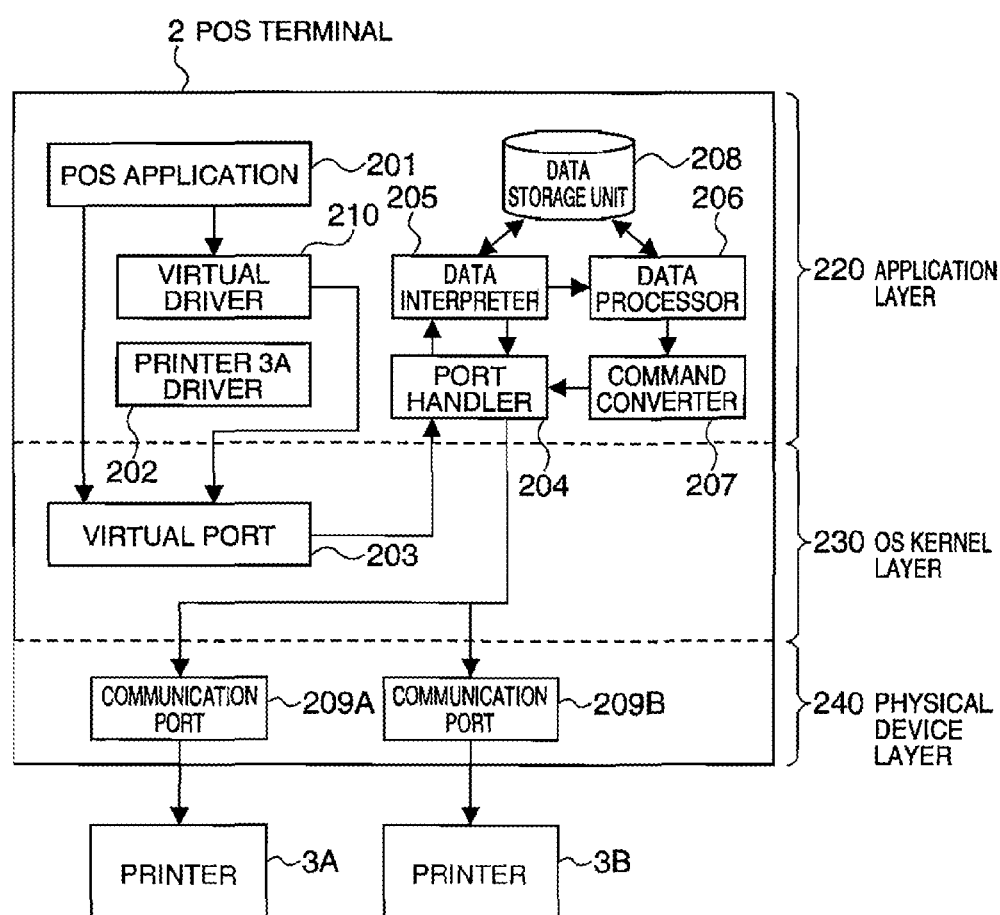 2 POS TERMINAL
POS APPLICATION
201
DATA
STORAGE UNIT
208
210
205
206
VIRTUAL
DRIVER
DATA
INTERPRETER
DATA
PROCESSOR
220 APPLICATION
LAYER
PRINTER 3A
DRIVER
PORT
HANDLER
COMMAND
CONVERTER
202
204
207
VIRTUAL PORT
203
230 OS KERNEL
LAYER
COMMUNICATION
PORT
209A
COMMUNICATION
PORT
209B
240 PHYSICAL
DEVICE
LAYER
PRINTER
3A
PRINTER
3B